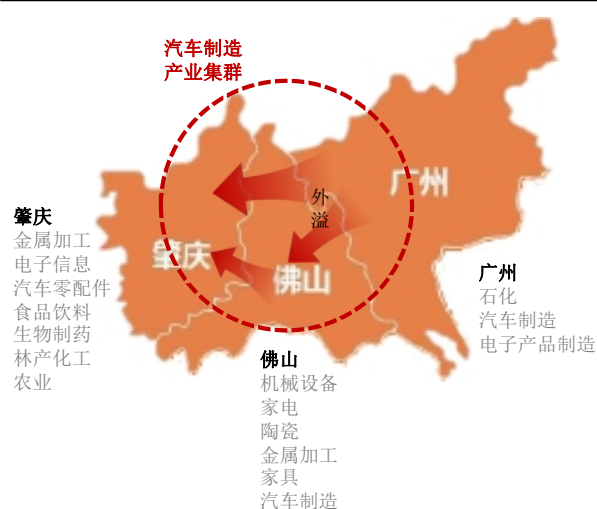 汽车制造
产业集群
广州
外
溢
肇庆
佛山
肇庆
金属加工
电子信息
汽车零配件
食品饮料
生物制药
林产化工
农业
广州
石化
汽车制造
电子产品制造
佛山
机械设备
家电
陶瓷
金属加工
家具
汽车制造